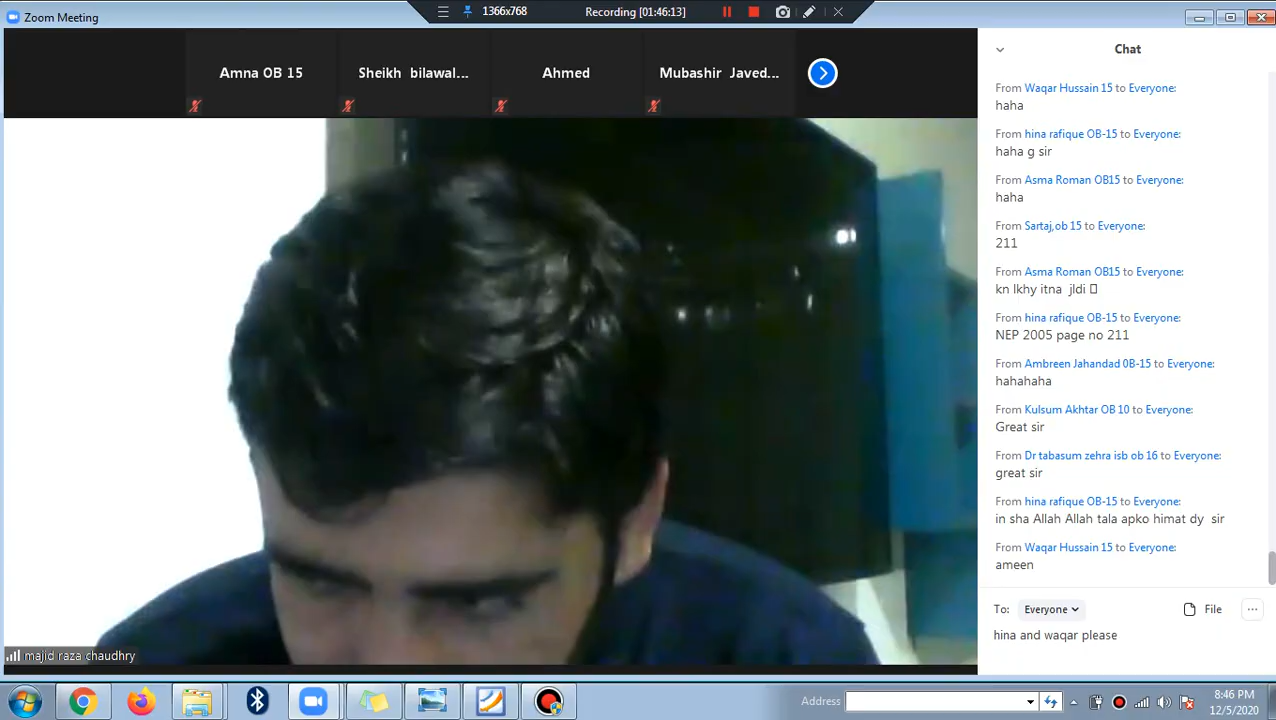 Zoom Meeting
1366x768
Recording [01:46:13]
Amna OB 15
Sheikh bilawal...
Ahmed
Mubashir Javed...
majid raza chaudhry
Chat
From Waqar Hussain 15 to Everyone:
haha
From hina rafique OB-15 to Everyone:
haha g sir
From Asma Roman OB15 to Everyone:
haha
From Sartaj,ob 15 to Everyone:
211
From Asma Roman OB15 to Everyone:
kn lkhy itna jldi
From hina rafique OB-15 to Everyone:
NEP 2005 page no 211
From Ambreen Jahandad 0B-15 to Everyone:
hahahaha
From Kulsum Akhtar OB 10 to Everyone:
Great sir
From Dr tabasum zehra isb ob 16 to Everyone:
great sir
From hina rafique OB-15 to Everyone:
in sha Allah Allah tala apko himat dy sir
From Waqar Hussain 15 to Everyone:
ameen
To: Everyone File ...
hina and waqar please
Address
8:46 PM
12/5/2020